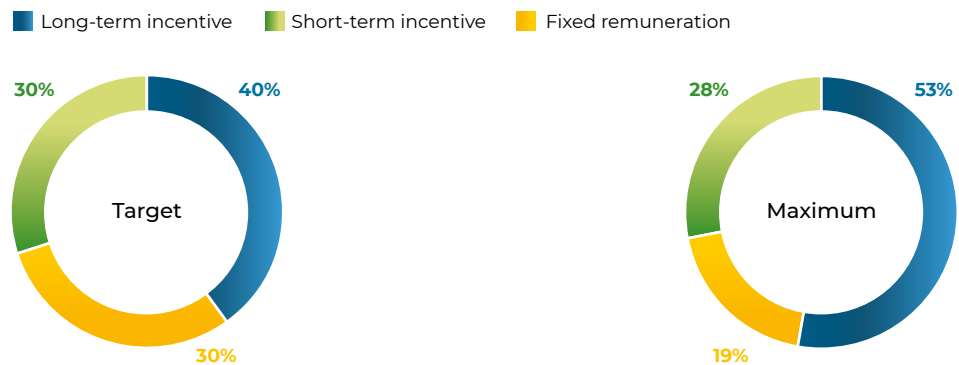 Long-term incentive Short-term incentive Fixed remuneration
30% 40% 28% 53%
Target Maximum
30% 19%